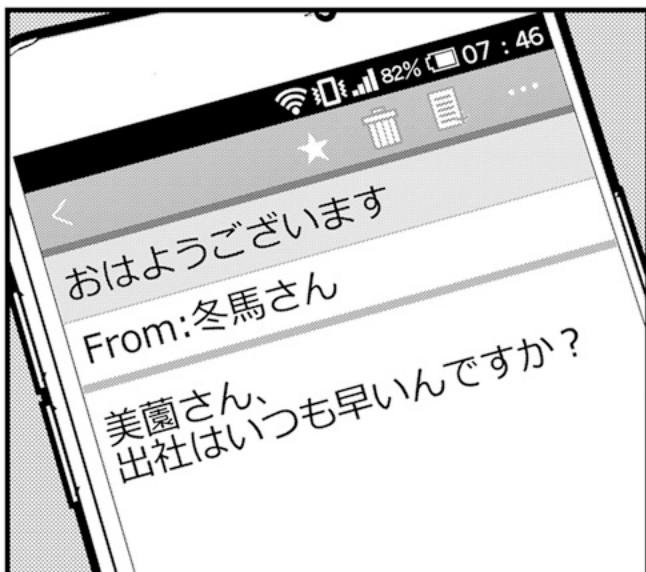 82% 07：46
おはようございます
From:冬馬さん
美薗さん、
出社はいつも早いんですか？